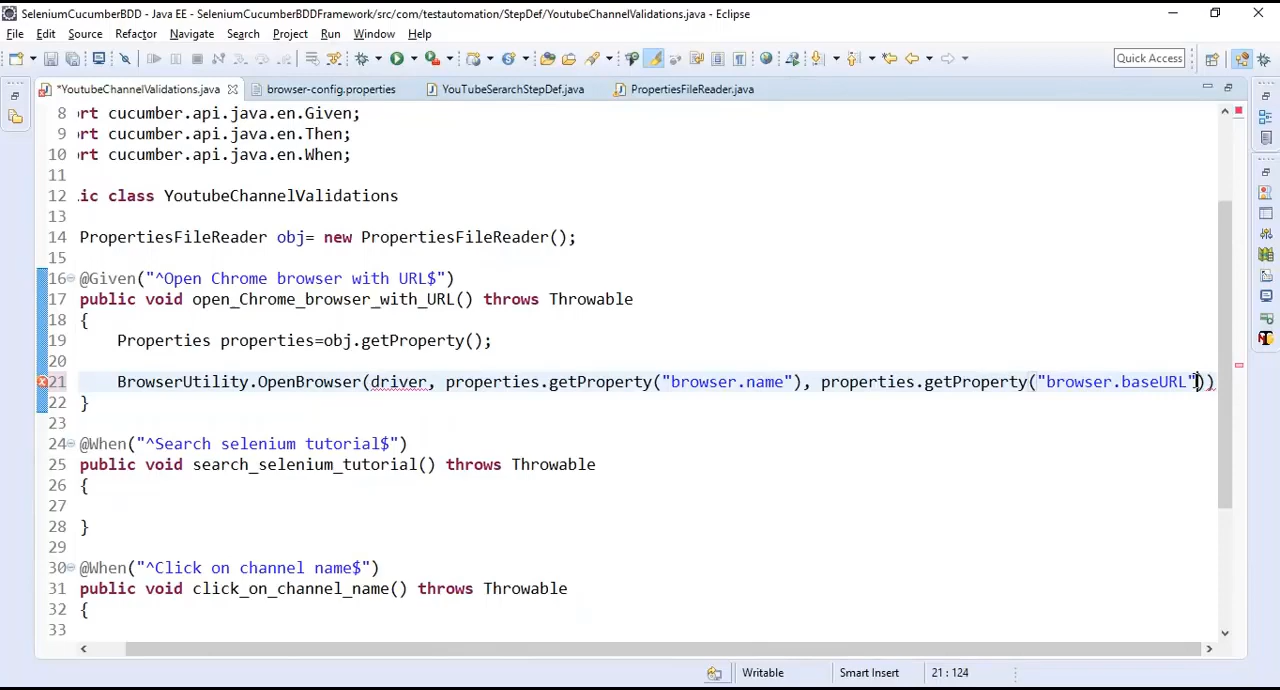 SeleniumCucumberBDD - Java EE - SeleniumCucumberBDDFramework/src/com/testautomation/StepDef/YoutubeChannelValidations.java - Eclipse
File Edit Source Refactor Navigate Search Project Run Window Help
Quick Access
*YoutubeChannelValidations.java browser-config.properties YouTubeSerarchStepDef.java PropertiesFileReader.java
8 rt cucumber.api.java.en.Given;
9 rt cucumber.api.java.en.Then;
10 rt cucumber.api.java.en.When;
11
12 ic class YoutubeChannelValidations
13
14 PropertiesFileReader obj= new PropertiesFileReader();
15
16 @Given("^Open Chrome browser with URL$")
17 public void open_Chrome_browser_with_URL() throws Throwable
18 {
19 Properties properties=obj.getProperty();
20
21 BrowserUtility.OpenBrowser(driver, properties.getProperty("browser.name"), properties.getProperty("browser.baseURL"))
22 }
23
24 @When("^Search selenium tutorial$")
25 public void search_selenium_tutorial() throws Throwable
26 {
27
28 }
29
30 @When("^Click on channel name$")
31 public void click_on_channel_name() throws Throwable
32 {
33
Writable Smart Insert 21 : 124